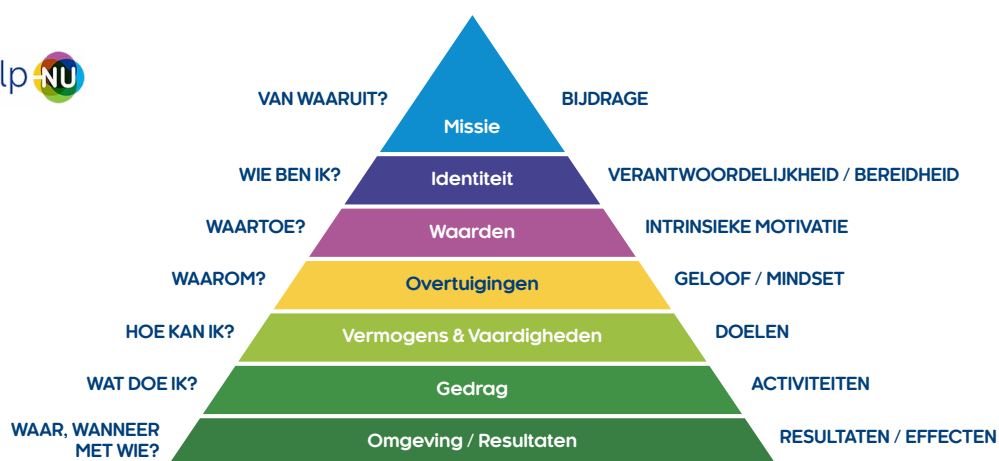 lp NU
VAN WAARUIT?
BIJDRAGE
Missie
WIE BEN IK?
Identiteit
VERANTWOORDELIJKHEID / BEREIDHEID
WAARTOE?
Waarden
INTRINSIEKE MOTIVATIE
WAAROM?
Overtuigingen
GELOOF / MINDSET
HOE KAN IK?
Vermogens & Vaardigheden
DOELEN
WAT DOE IK?
Gedrag
ACTIVITEITEN
WAAR, WANNEER
MET WIE?
Omgeving / Resultaten
RESULTATEN / EFFECTEN